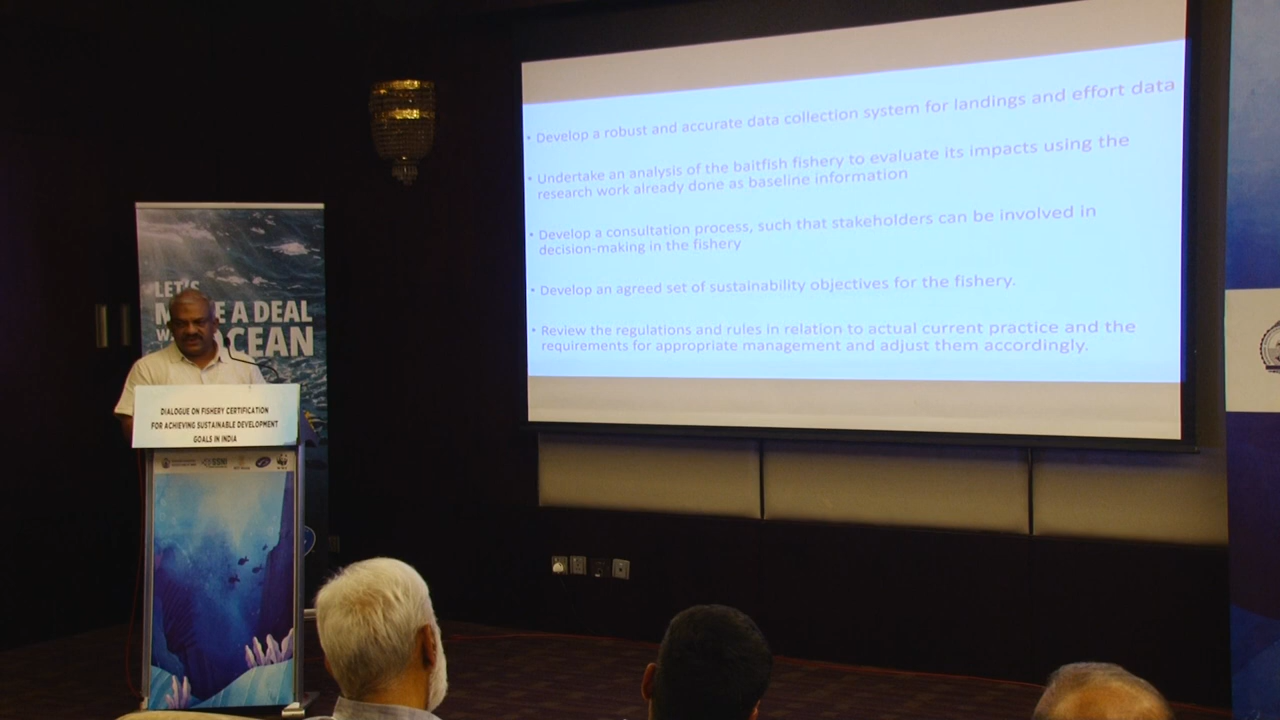 • Develop a robust and accurate data collection system for landings and effort data
• Undertake an analysis of the baitfish fishery to evaluate its impacts using the
research work already done as baseline information
• Develop a consultation process, such that stakeholders can be involved in
decision-making in the fishery
• Develop an agreed set of sustainability objectives for the fishery.
• Review the regulations and rules in relation to actual current practice and the
requirements for appropriate management and adjust them accordingly.
LET'S
A DEAL
DIALOGUE ON FISHERY CERTIFICATION
FOR ACHIEVING SUSTAINABLE DEVELOPMENT
GOALS IN INDIA